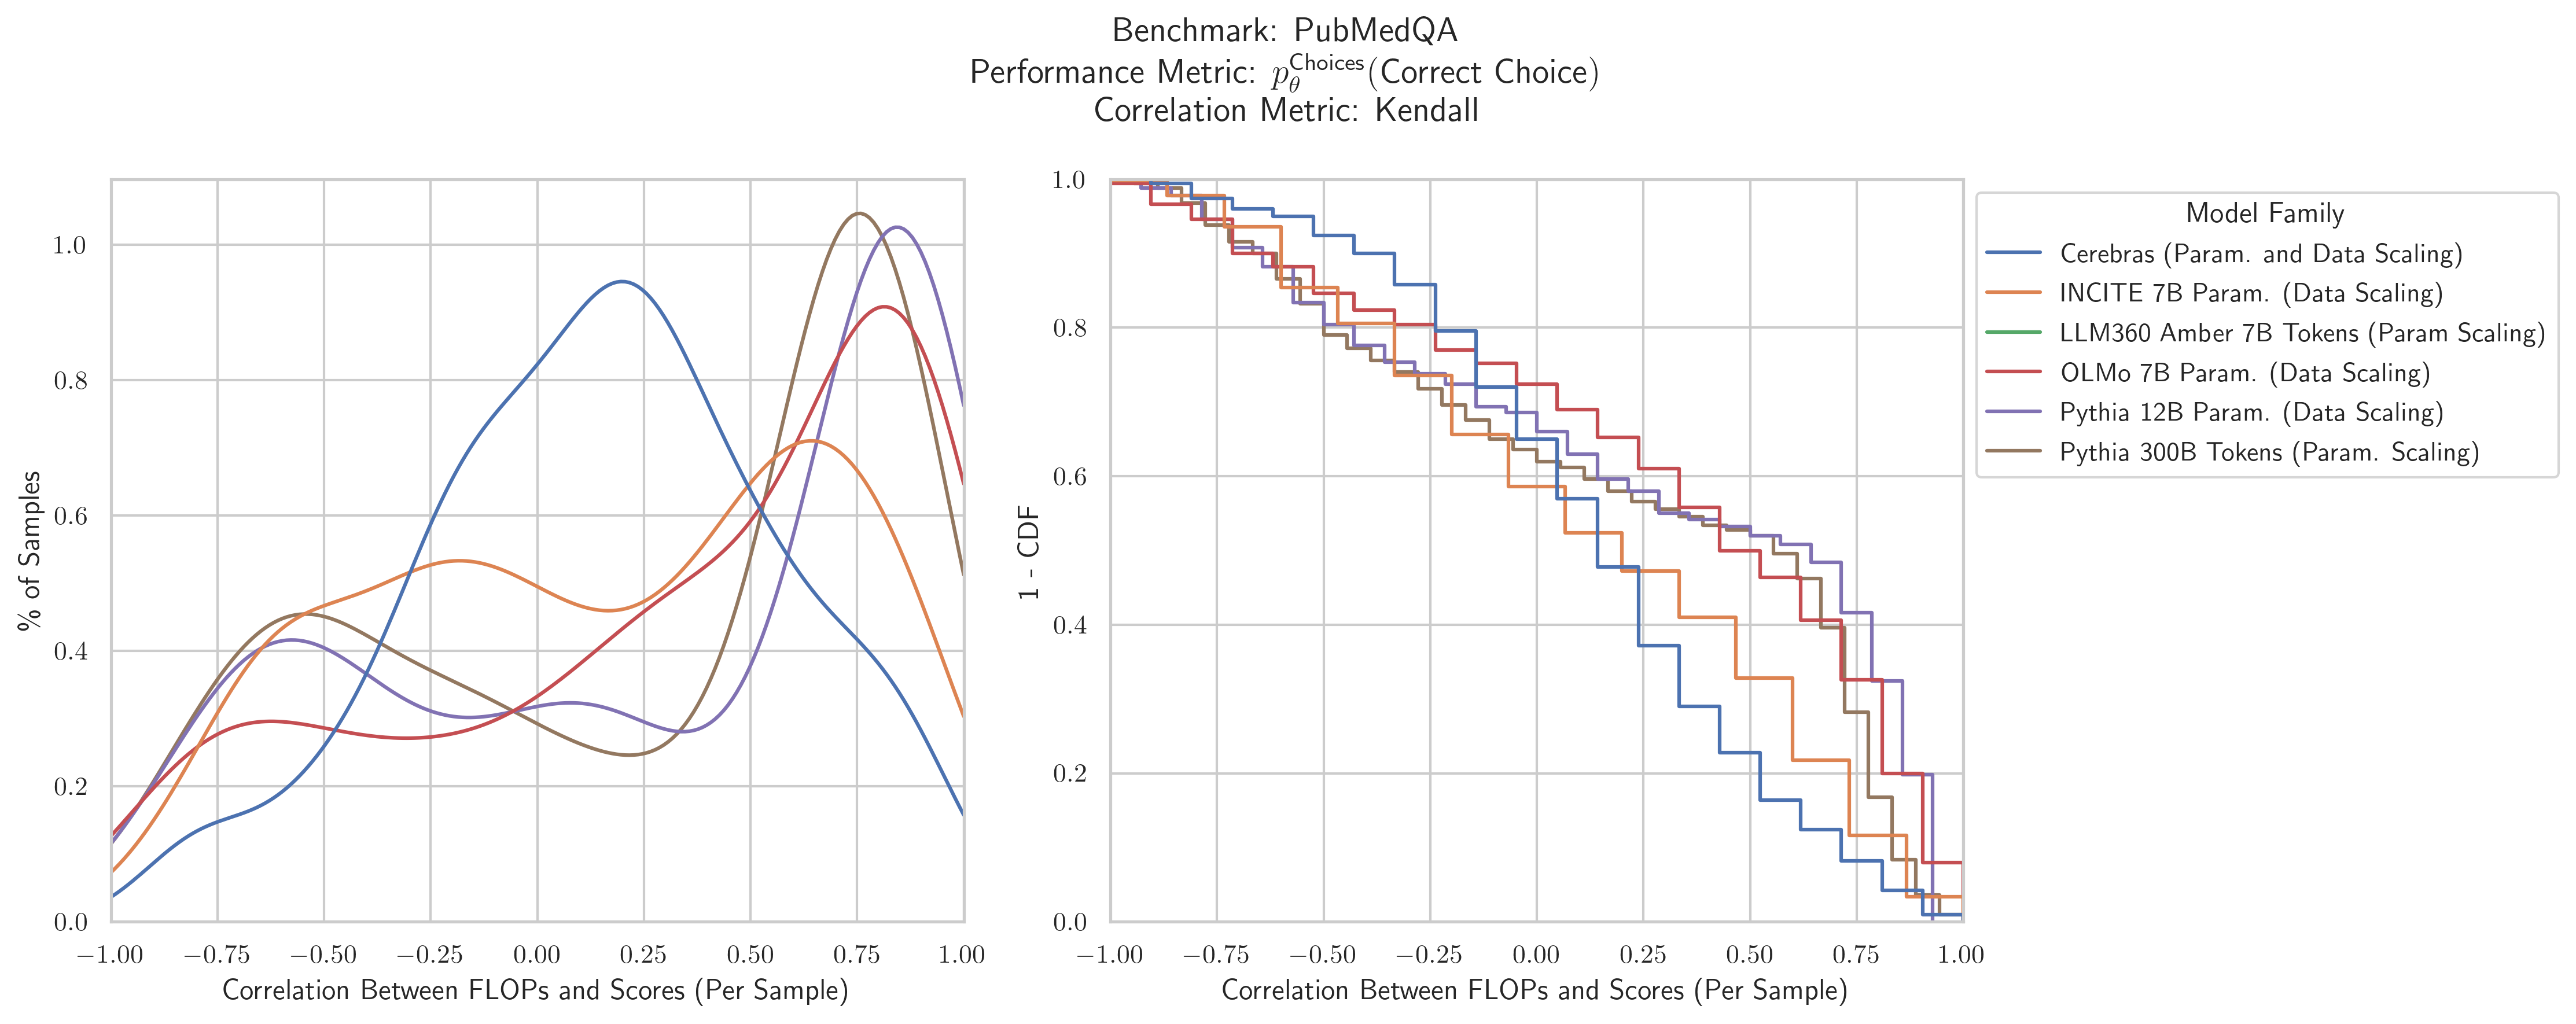 Benchmark: PubMedQA
Performance Metric: $p_\theta^{\text{Choices}}(\text{Correct Choice})$
Correlation Metric: Kendall
% of Samples
1.0
0.8
0.6
0.4
0.2
0.0
−1.00 −0.75 −0.50 −0.25 0.00 0.25 0.50 0.75 1.00
Correlation Between FLOPs and Scores (Per Sample)
1 - CDF
1.0
0.8
0.6
0.4
0.2
0.0
−1.00 −0.75 −0.50 −0.25 0.00 0.25 0.50 0.75 1.00
Correlation Between FLOPs and Scores (Per Sample)
Model Family
Cerebras (Param. and Data Scaling)
INCITE 7B Param. (Data Scaling)
LLM360 Amber 7B Tokens (Param Scaling)
OLMo 7B Param. (Data Scaling)
Pythia 12B Param. (Data Scaling)
Pythia 300B Tokens (Param. Scaling)